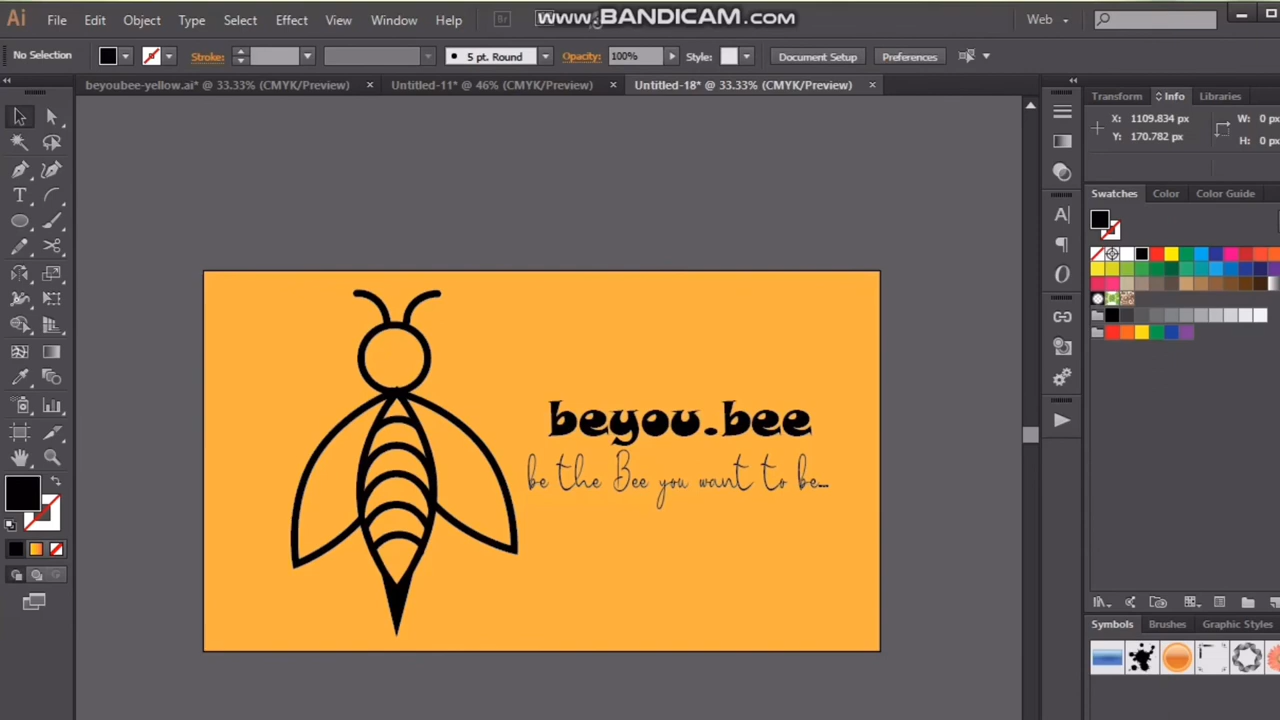 www.BANDICAM.com
Ai File Edit Object Type Select Effect View Window Help Br Web
No Selection Stroke: 5 pt. Round Opacity: 100% Style: Document Setup Preferences
beyoubee-yellow.ai* @ 33.33% (CMYK/Preview) × Untitled-11* @ 46% (CMYK/Preview) × Untitled-18* @ 33.33% (CMYK/Preview) ×
Transform Info Libraries
X: 1109.834 px W: 0 px
Y: 170.782 px H: 0 px
Swatches Color Color Guide
beyou.bee
be the Bee you want to be...
Symbols Brushes Graphic Styles